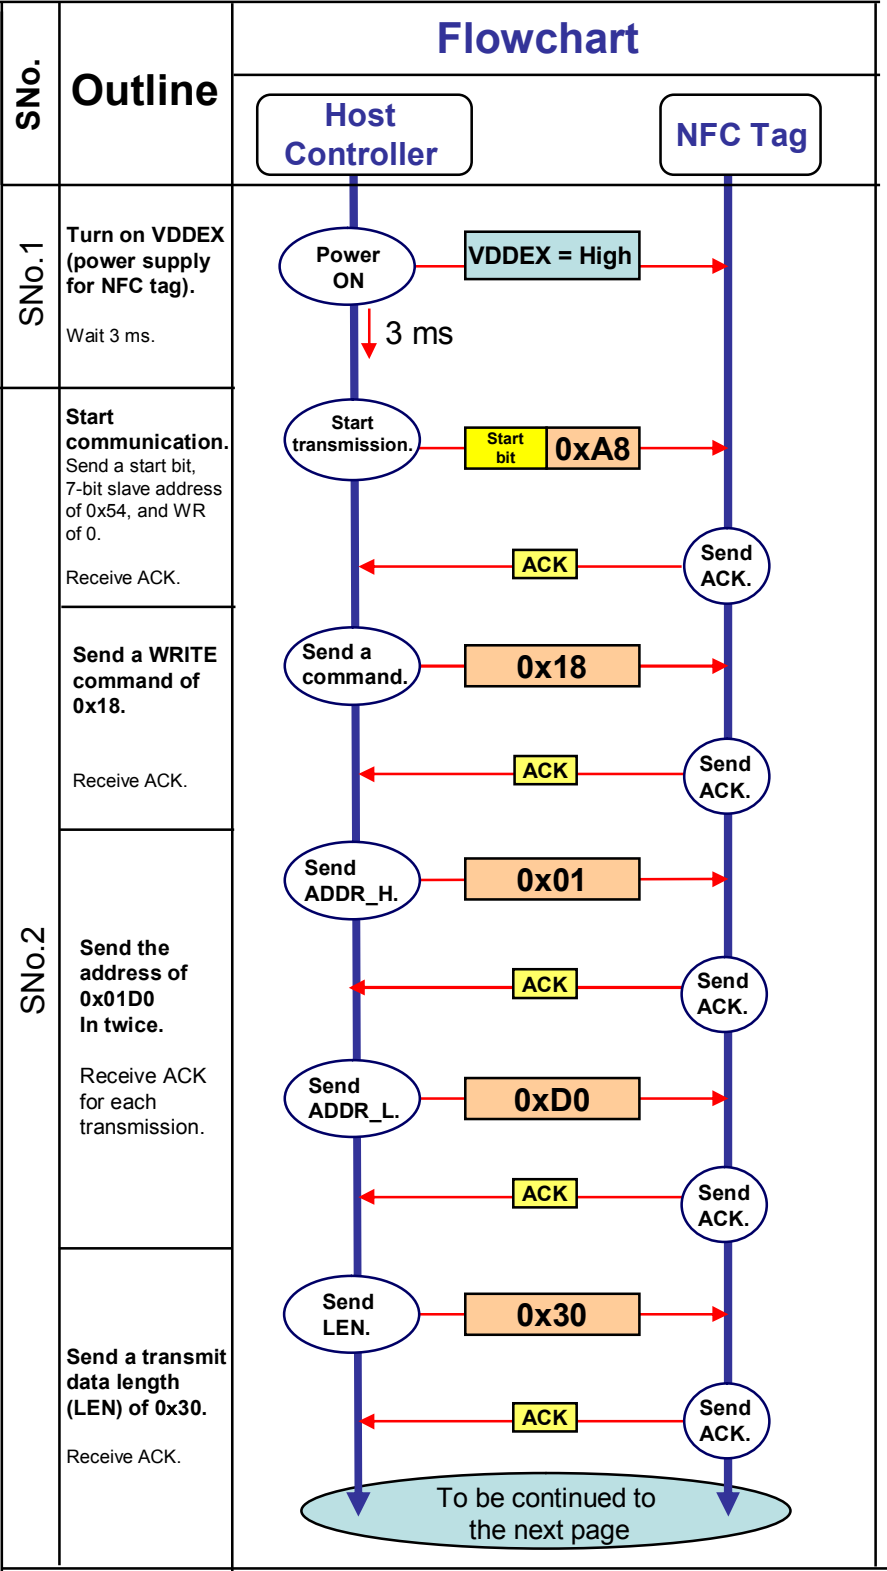 SNo.
Outline
Flowchart
Host
Controller
NFC Tag
SNo.1
Turn on VDDEX
(power supply
for NFC tag).
Wait 3 ms.
Power
ON
VDDEX = High
3 ms
SNo.2
Start
communication.
Send a start bit,
7-bit slave address
of 0x54, and WR
of 0.
Receive ACK.
Start
transmission.
Start
bit
0xA8
ACK
Send
ACK.
Send a WRITE
command of
0x18.
Receive ACK.
Send a
command.
0x18
ACK
Send
ACK.
Send the
address of
0x01D0
In twice.
Receive ACK
for each
transmission.
Send
ADDR_H.
0x01
ACK
Send
ACK.
Send
ADDR_L.
0xD0
ACK
Send
ACK.
Send a transmit
data length
(LEN) of 0x30.
Receive ACK.
Send
LEN.
0x30
ACK
Send
ACK.
To be continued to
the next page